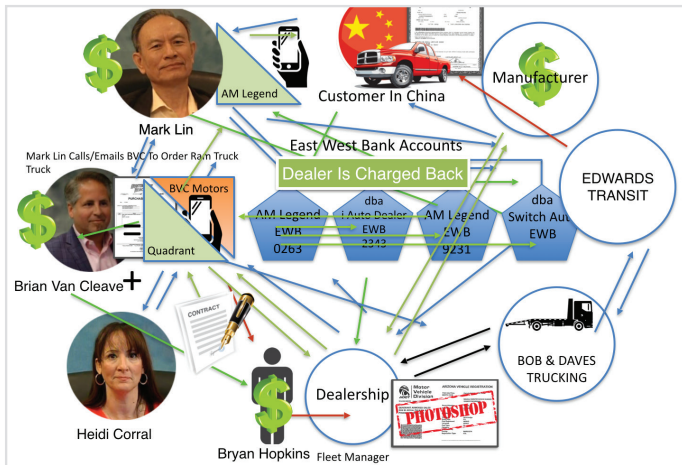 AM Legend
Mark Lin
Customer In China
Manufacturer
East West Bank Accounts
Mark Lin Calls/Emails BVC To Order Ram Truck
Truck
Dealer Is Charged Back
EDWARDS
TRANSIT
BVC Motors
Quadrant
AM Legend
EWB
0263
dba
i Auto Dealer
EWB
2343
AM Legend
EWB
9231
dba
Switch Auto
EWB
Brian Van Cleave
CONTRACT
Heidi Corral
Bryan Hopkins
Dealership
Fleet Manager
Motor
Vehicle
Division
ARIZONA VEHICLE REGISTRATION
PHOTOSHOP
BOB & DAVES
TRUCKING